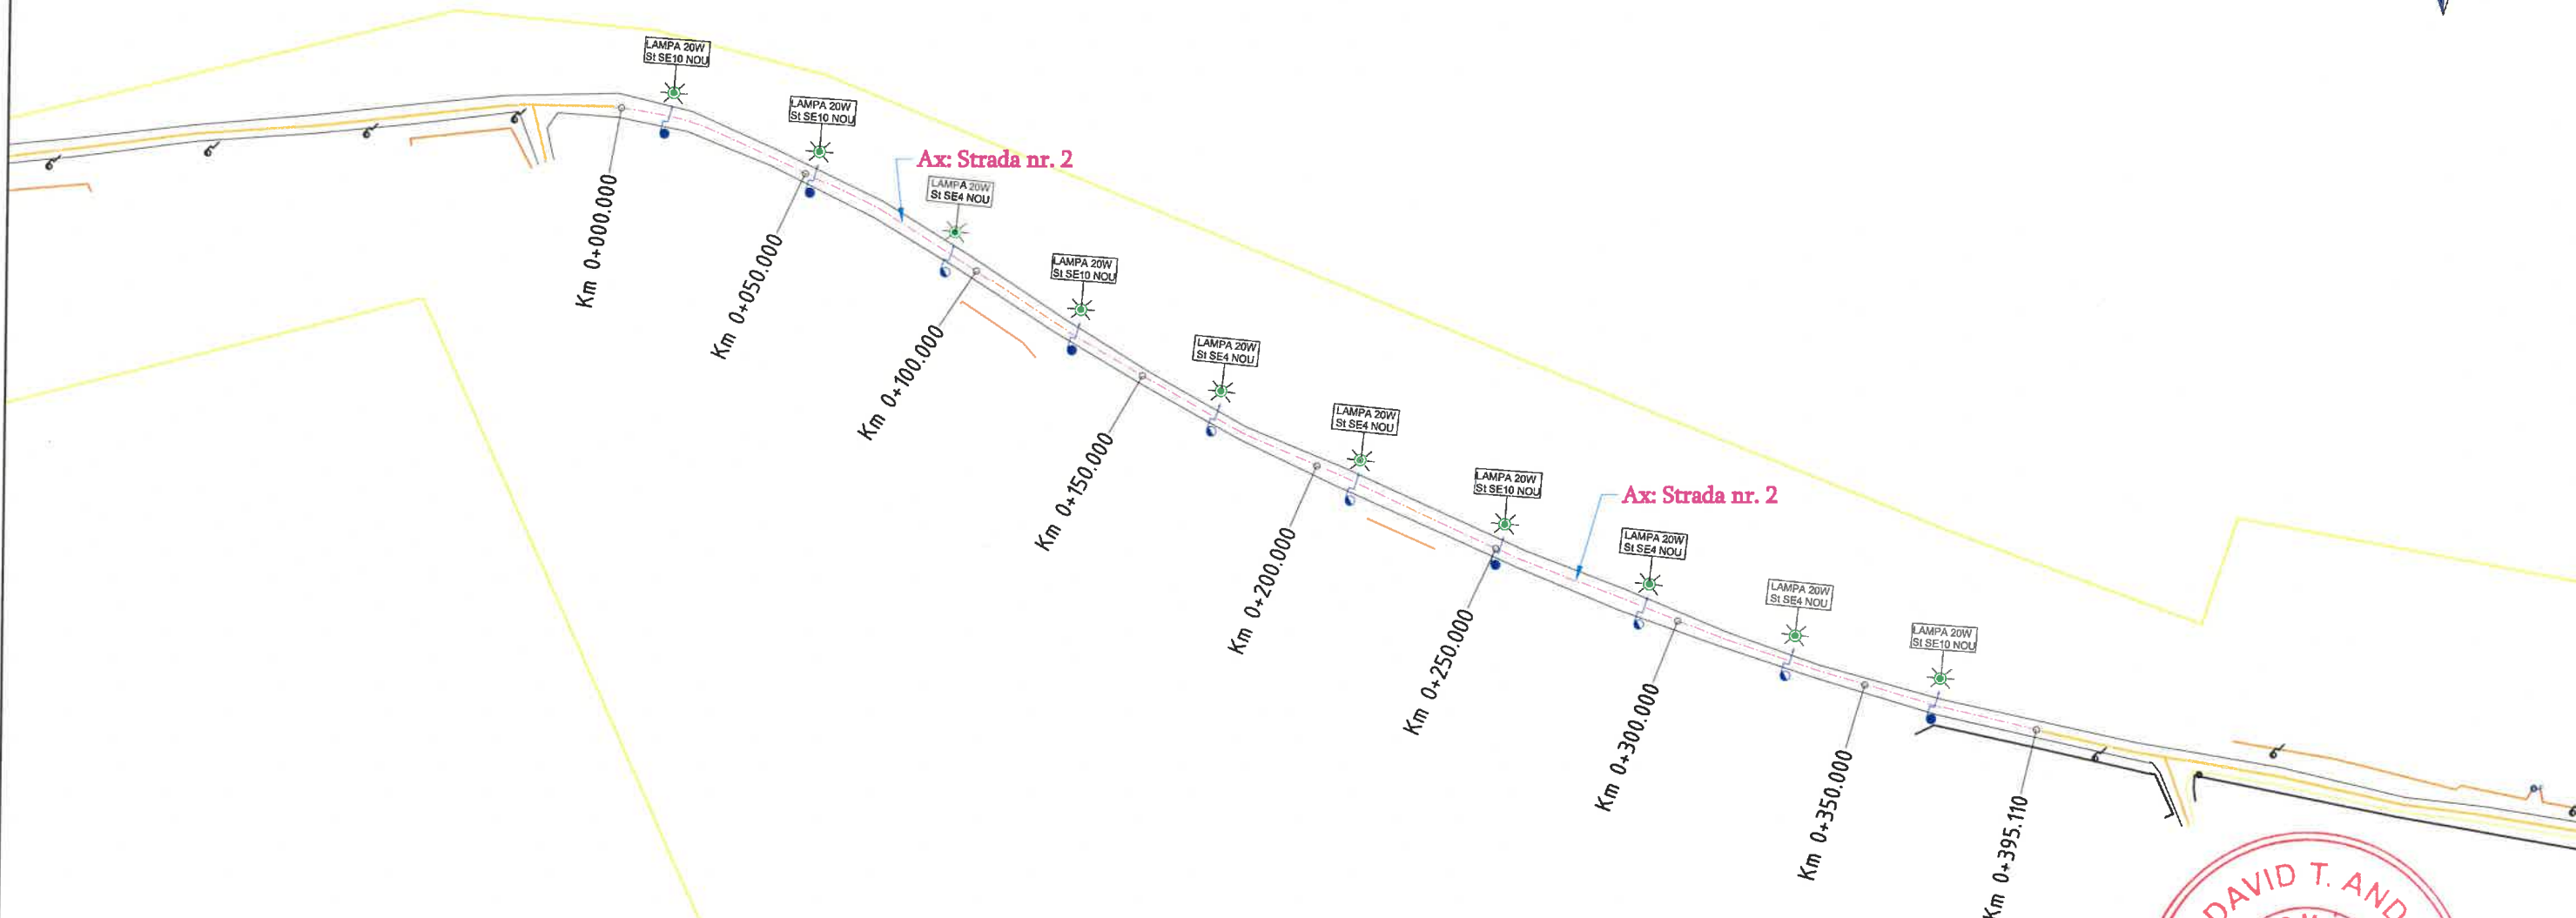 LAMPA 20W
St SE10 NOU
LAMPA 20W
St SE10 NOU
Ax: Strada nr. 2
LAMPA 20W
St SE4 NOU
LAMPA 20W
St SE10 NOU
LAMPA 20W
St SE4 NOU
LAMPA 20W
St SE4 NOU
LAMPA 20W
St SE10 NOU
Ax: Strada nr. 2
LAMPA 20W
St SE4 NOU
LAMPA 20W
St SE4 NOU
LAMPA 20W
St SE10 NOU
Km 0+000.000
Km 0+050.000
Km 0+100.000
Km 0+150.000
Km 0+200.000
Km 0+250.000
Km 0+300.000
Km 0+350.000
Km 0+395.110
DAVID T. AND